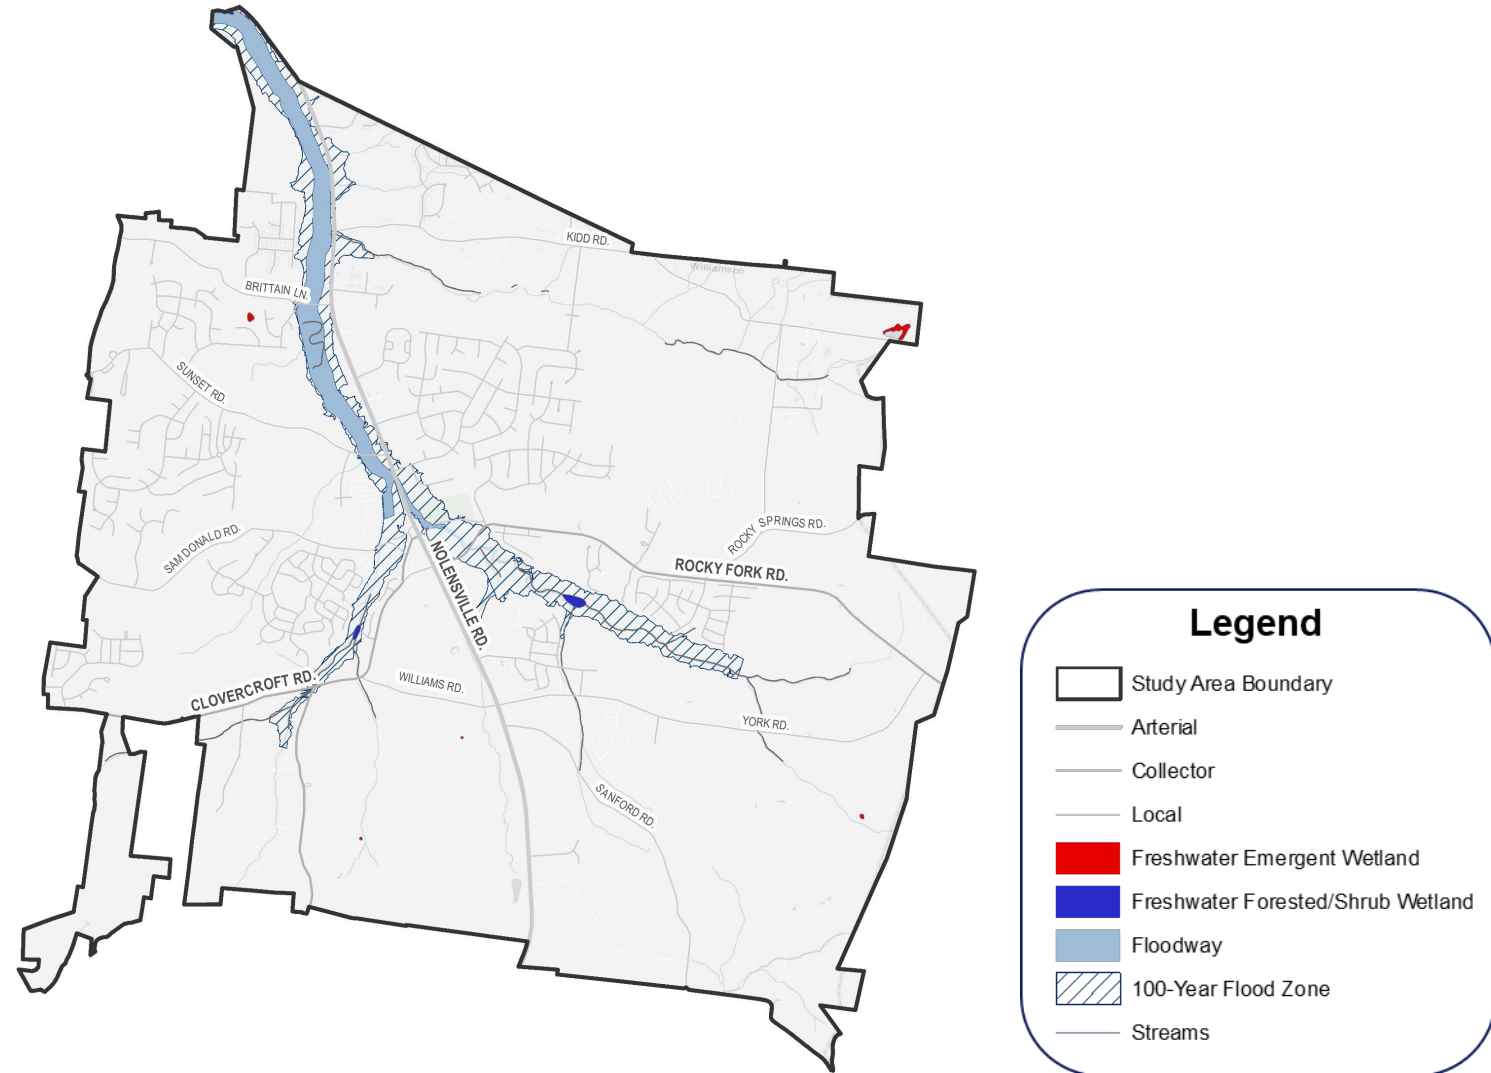 KIDD RD.
Williamson
BRITTAIN LN.
SUNSET RD.
ROCKY SPRINGS RD.
SAM DONALD RD.
NOLENSVILLE RD.
ROCKY FORK RD.
CLOVERCROFT RD.
WILLIAMS RD.
YORK RD.
SANFORD RD.
Legend
Study Area Boundary
Arterial
Collector
Local
Freshwater Emergent Wetland
Freshwater Forested/Shrub Wetland
Floodway
100-Year Flood Zone
Streams